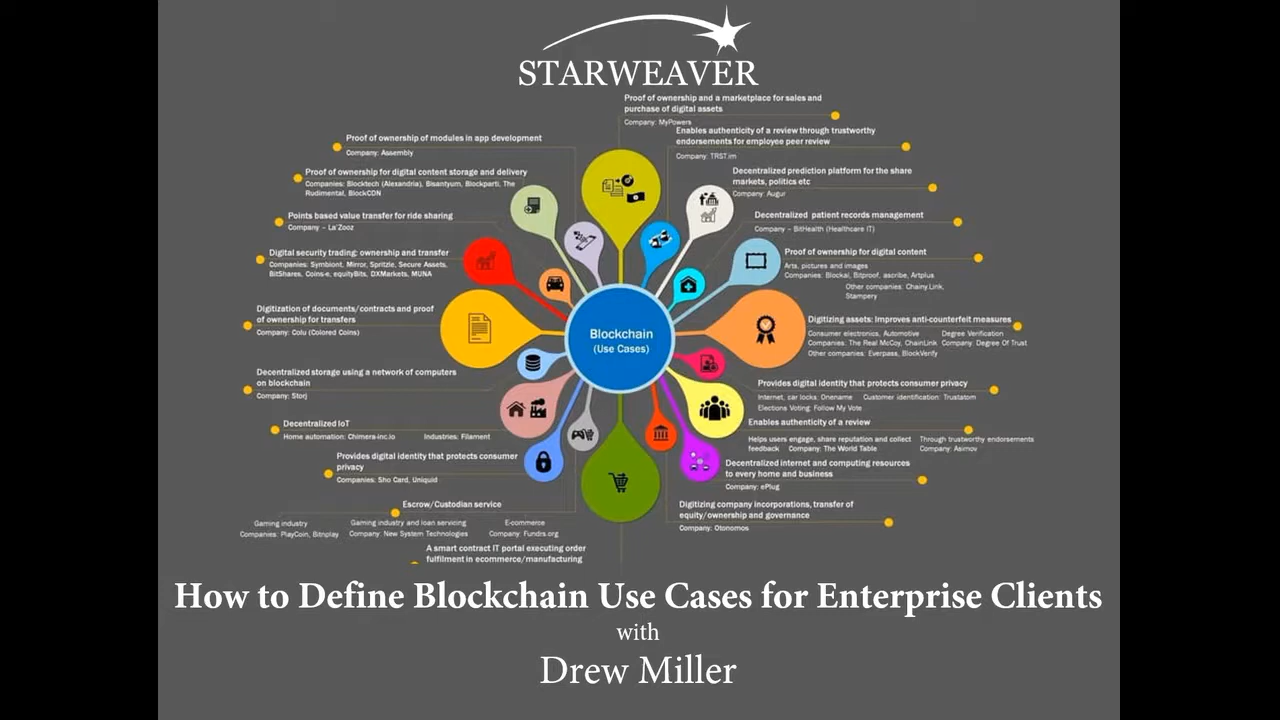 STARWEAVER
Proof of ownership and a marketplace for sales and
purchase of digital assets
Company: MyPowers
Enables authenticity of a review through trustworthy
endorsements for employee peer review
Company: TRST.im
Decentralized prediction platform for the share
markets, politics etc
Company: Augur
Decentralized patient records management
Company – BitHealth (Healthcare IT)
Proof of ownership for digital content
Arts, pictures and images
Companies: Blockai, Bitproof, ascribe, Artplus
Other companies: Chainy.Link,
Stampery
Digitizing assets: Improves anti-counterfeit measures
Consumer electronics, Automotive Degree Verification
Companies: The Real McCoy, ChainLink Company: Degree Of Trust
Other companies: Everpass, BlockVerify
Provides digital identity that protects consumer privacy
Internet, car locks: Onename Customer identification: Trustatom
Elections Voting: Follow My Vote
Enables authenticity of a review
Helps users engage, share reputation and collect Through trustworthy endorsements
feedback Company: The World Table Company: Asimov
Decentralized internet and computing resources
to every home and business
Company: ePlug
Digitizing company incorporations, transfer of
equity/ownership and governance
Company: Otonomos
Proof of ownership of modules in app development
Company: Assembly
Proof of ownership for digital content storage and delivery
Companies: Blocktech (Alexandria), Bisantyum, Blockparti, The
Rudimental, BlockCDN
Points based value transfer for ride sharing
Company – La'Zooz
Digital security trading: ownership and transfer
Companies: Symbiont, Mirror, Spritzle, Secure Assets,
BitShares, Coins-e, equityBits, DXMarkets, MUNA
Digitization of documents/contracts and proof
of ownership for transfers
Company: Colu (Colored Coins)
Decentralized storage using a network of computers
on blockchain
Company: Storj
Decentralized IoT
Home automation: Chimera-inc.io Industries: Filament
Provides digital identity that protects consumer
privacy
Companies: Sho Card, Uniquid
Escrow/Custodian service
Gaming industry Gaming industry and loan servicing E-commerce
Companies: PlayCoin, Bitnplay Company: New System Technologies Company: Fundrs.org
A smart contract IT portal executing order
fulfilment in ecommerce/manufacturing
Blockchain
(Use Cases)
How to Define Blockchain Use Cases for Enterprise Clients
with
Drew Miller